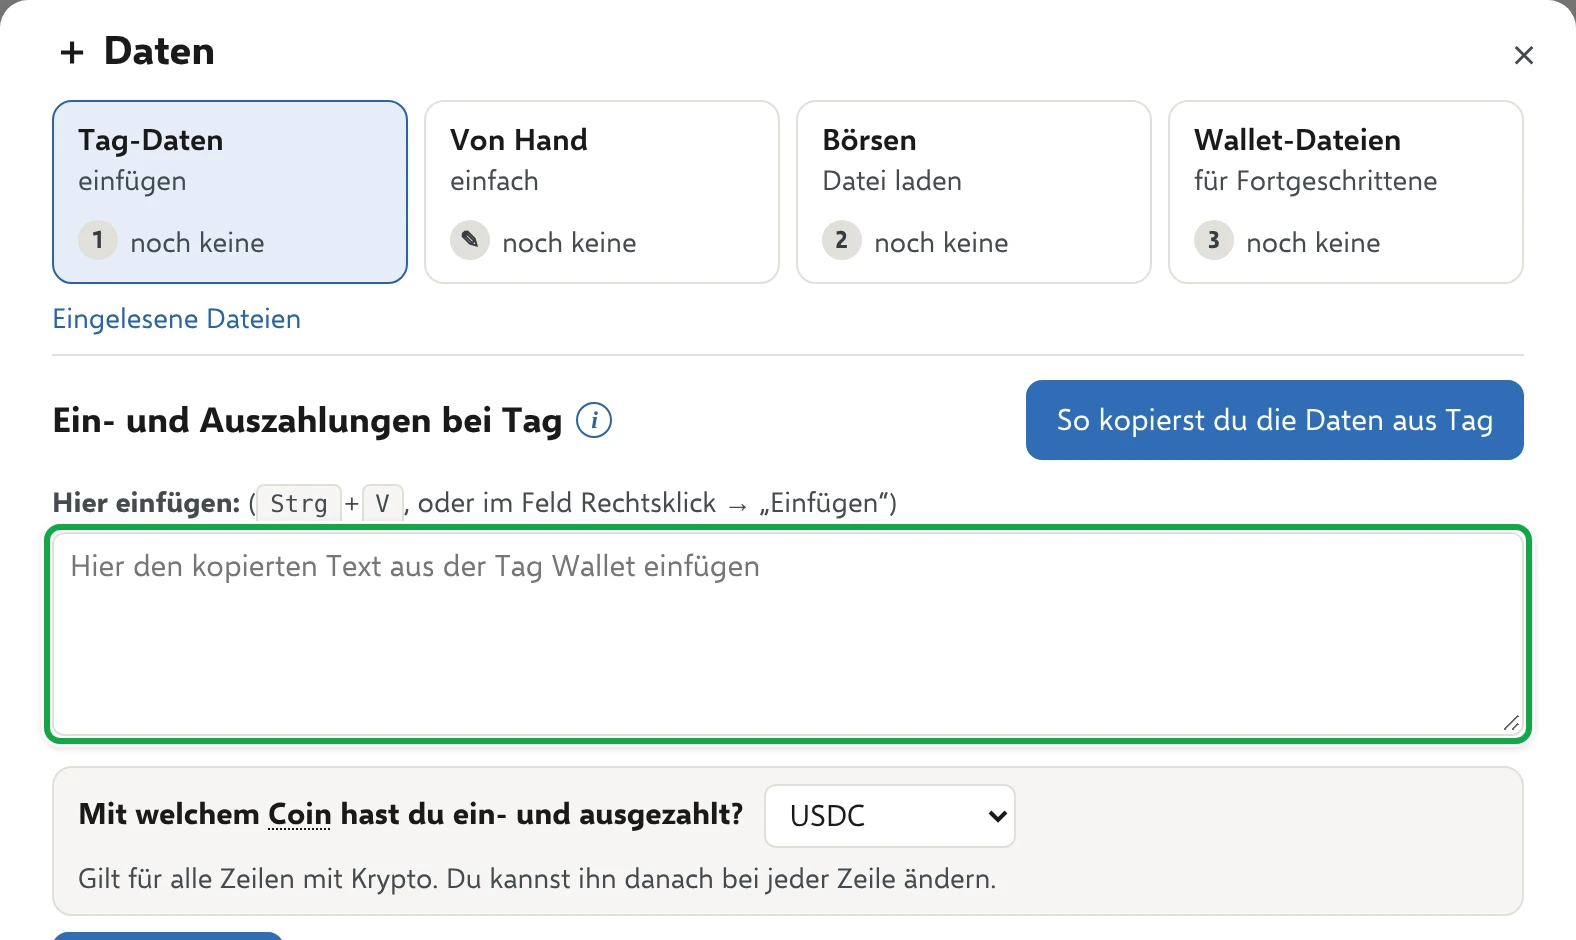 + Daten
×
Tag-Daten
einfügen
1 noch keine
Von Hand
einfach
✎ noch keine
Börsen
Datei laden
2 noch keine
Wallet-Dateien
für Fortgeschrittene
3 noch keine
Eingelesene Dateien
Ein- und Auszahlungen bei Tag i
So kopierst du die Daten aus Tag
Hier einfügen: (Strg+V, oder im Feld Rechtsklick → „Einfügen“)
Hier den kopierten Text aus der Tag Wallet einfügen
Mit welchem Coin hast du ein- und ausgezahlt? USDC
Gilt für alle Zeilen mit Krypto. Du kannst ihn danach bei jeder Zeile ändern.